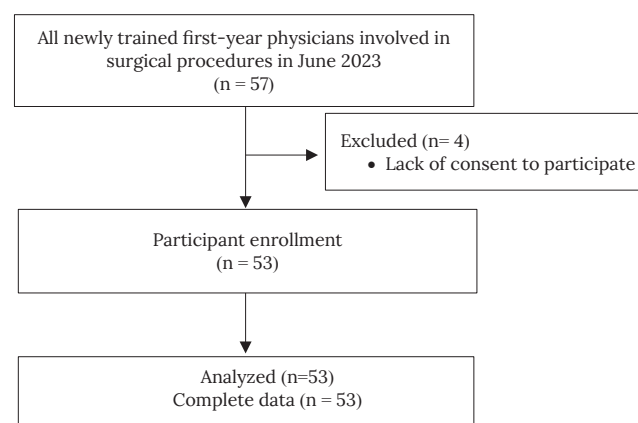 All newly trained first-year physicians involved in
surgical procedures in June 2023
(n = 57)
Excluded (n= 4)
• Lack of consent to participate
Participant enrollment
(n = 53)
Analyzed (n=53)
Complete data (n = 53)